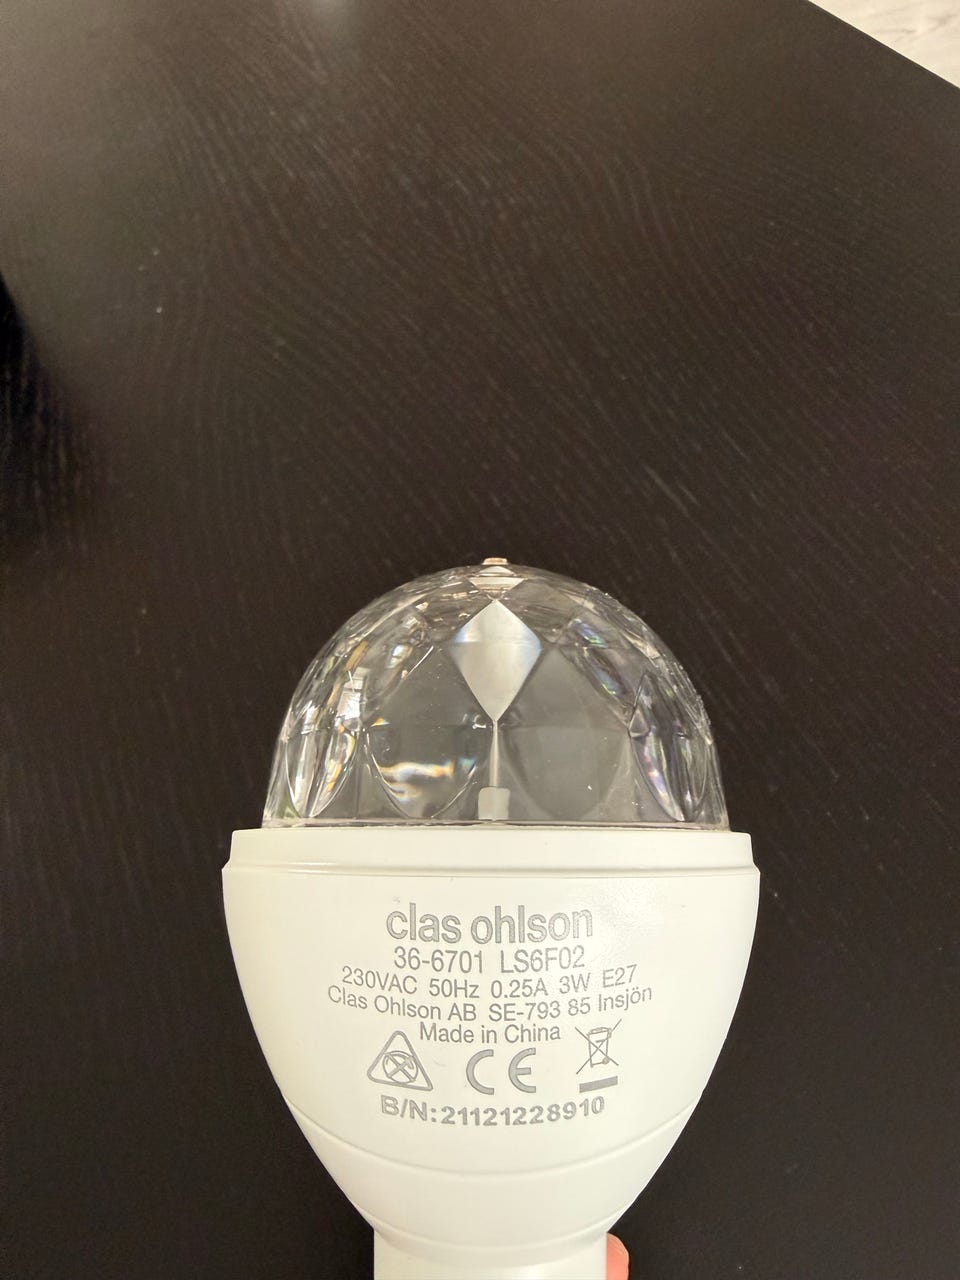 clas ohlson
36-6701 LS6F02
230VAC 50Hz 0.25A 3W E27
Clas Ohlson AB SE-793 85 Insjön
Made in China
CE
B/N:21121228910